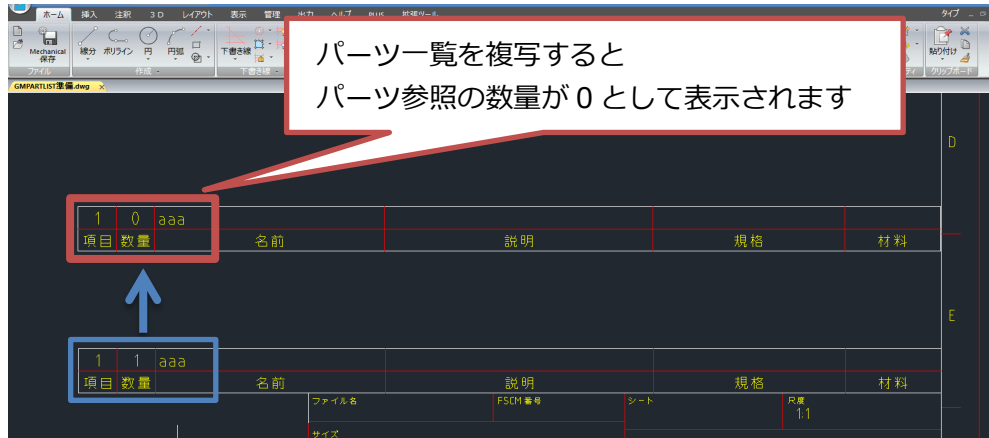 ホーム 挿入 注釈 3D レイアウト 表示 管理 出力 ヘルプ PLUS 拡張ツール
タイプ
Mechanical 保存 線分 ポリライン 円 円弧 下書き線 貼り付け
ファイル 作成 下書き線 クリップボード
GMPARTLIST準備.dwg
パーツ一覧を複写すると
パーツ参照の数量が0として表示されます
D
1 0 aaa
項目 数量 名前 説明 規格 材料
E
1 1 aaa
項目 数量 名前 説明 規格 材料
ファイル名 FSCM番号 シート 尺度
1:1
サイズ